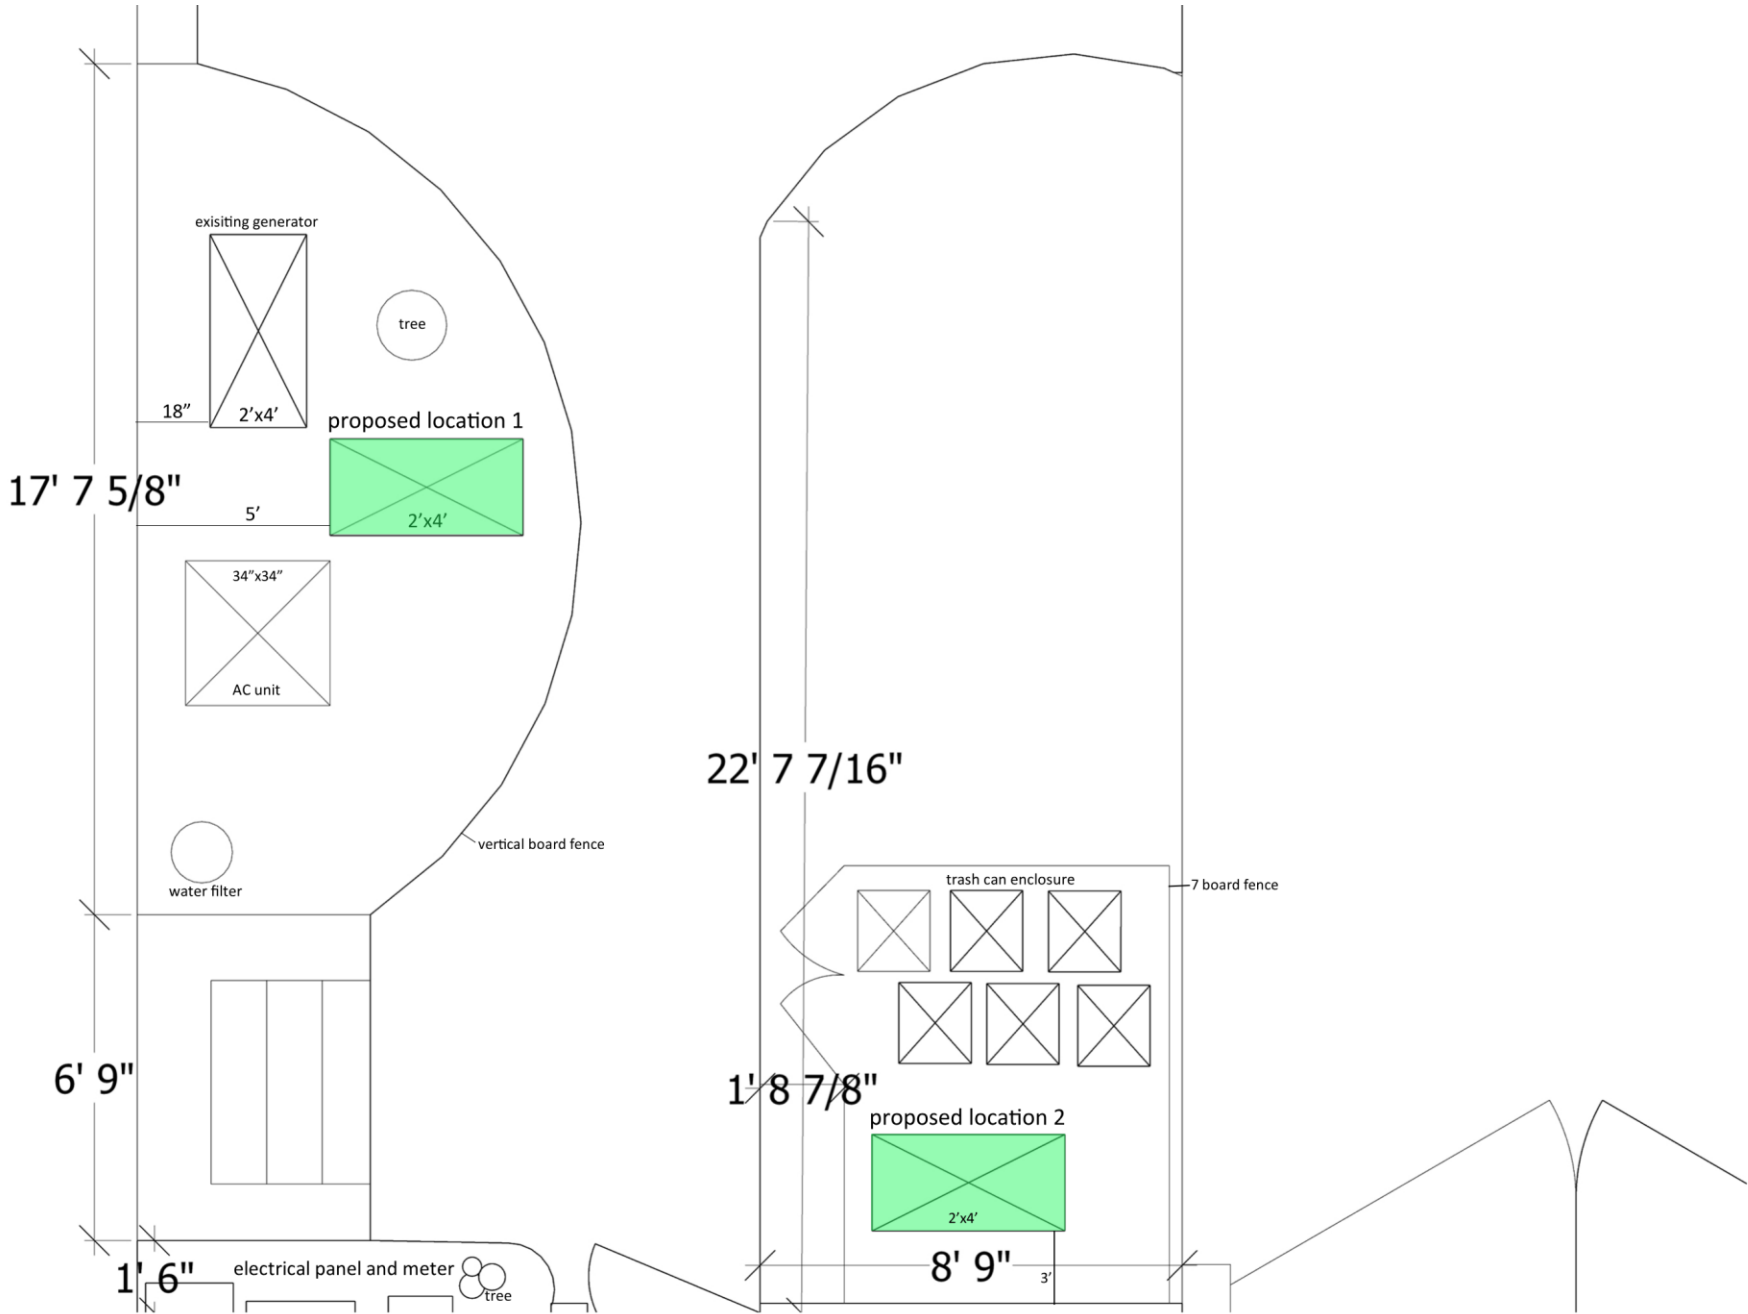 exisiting generator
tree
18”
2’x4’
proposed location 1
17' 7 5/8"
5’
2’x4’
34”x34”
AC unit
22' 7 7/16"
vertical board fence
water filter
trash can enclosure
7 board fence
6' 9"
1' 8 7/8"
proposed location 2
2’x4’
1' 6"
electrical panel and meter
tree
8' 9"
3’